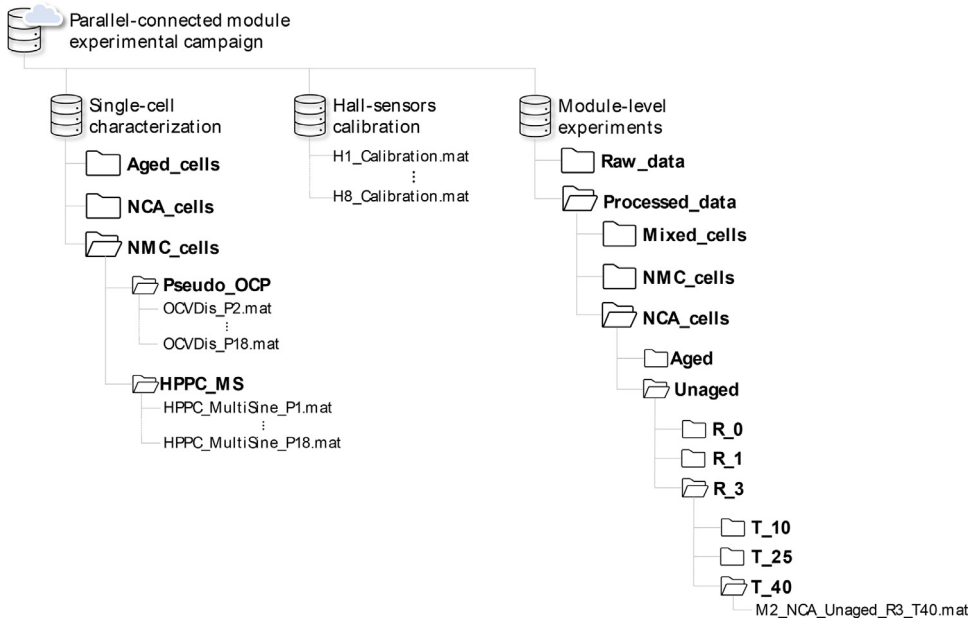 Parallel-connected module
experimental campaign
Single-cell
characterization
Aged_cells
NCA_cells
NMC_cells
Pseudo_OCP
OCVDis_P2.mat
OCVDis_P18.mat
HPPC_MS
HPPC_MultiSine_P1.mat
HPPC_MultiSine_P18.mat
Hall-sensors
calibration
H1_Calibration.mat
H8_Calibration.mat
Module-level
experiments
Raw_data
Processed_data
Mixed_cells
NMC_cells
NCA_cells
Aged
Unaged
R_0
R_1
R_3
T_10
T_25
T_40
M2_NCA_Unaged_R3_T40.mat